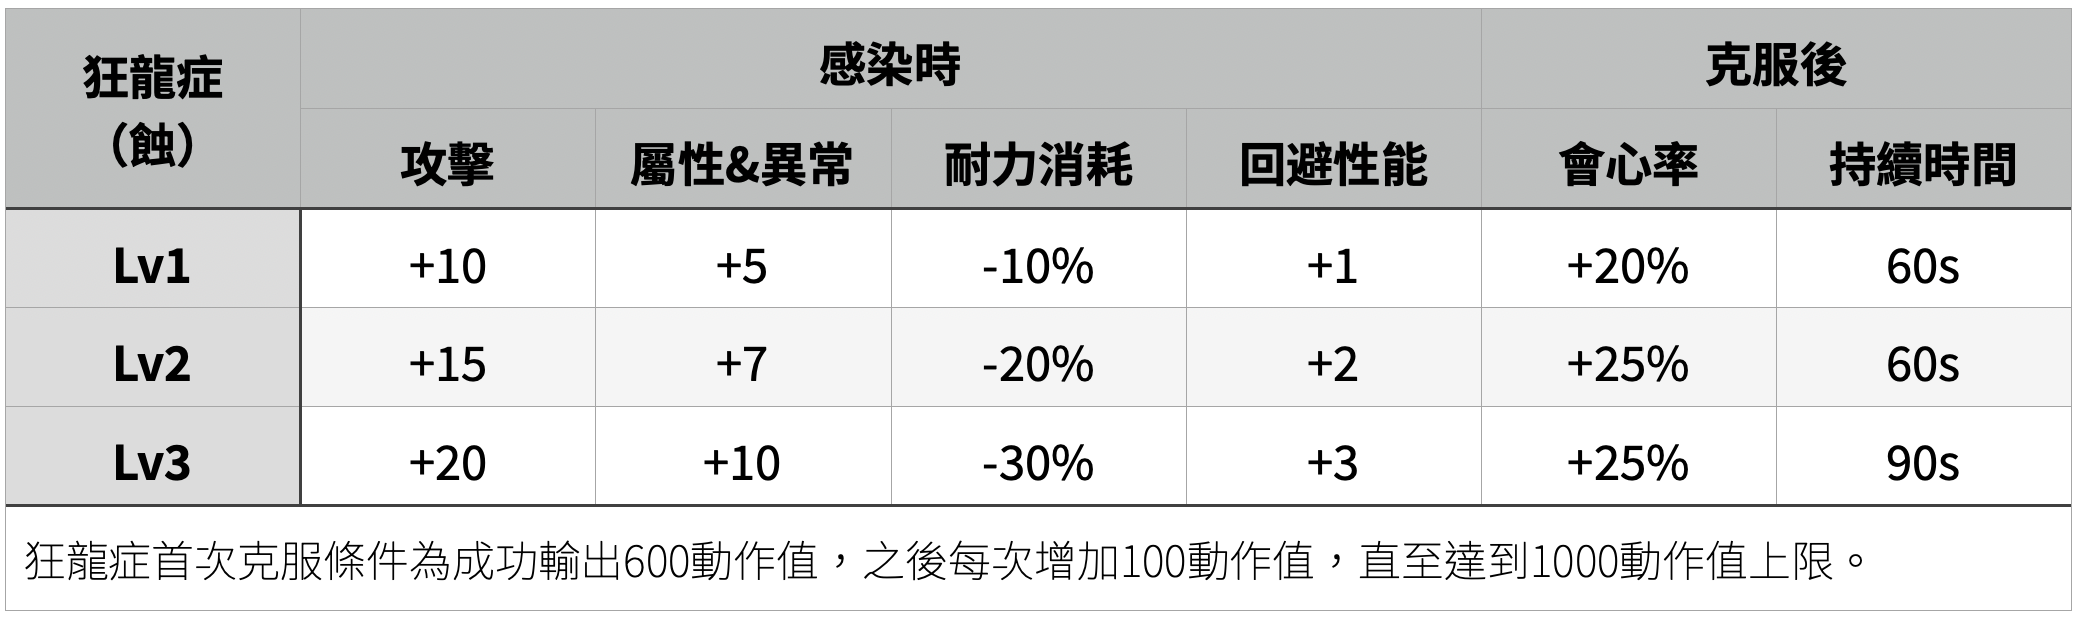 狂龍症
（蝕）
感染時
克服後
攻擊
屬性&異常
耐力消耗
回避性能
會心率
持續時間
Lv1 +10 +5 -10% +1 +20% 60s
Lv2 +15 +7 -20% +2 +25% 60s
Lv3 +20 +10 -30% +3 +25% 90s
狂龍症首次克服條件為成功輸出600動作值，之後每次增加100動作值，直至達到1000動作值上限。